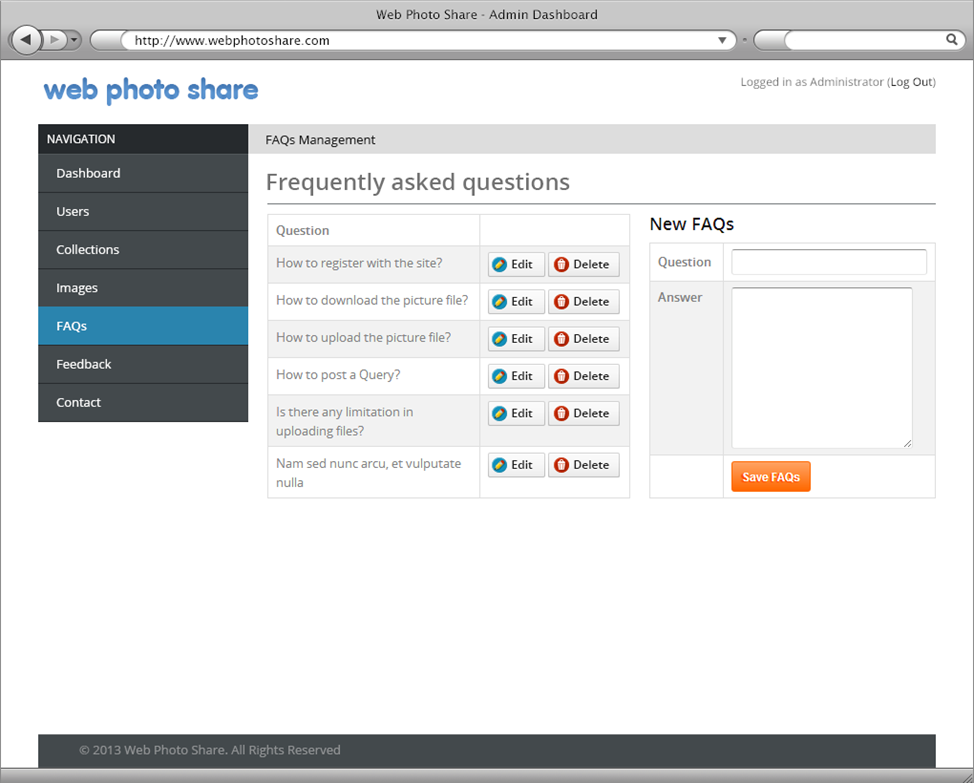 Web Photo Share - Admin Dashboard
http://www.webphotoshare.com
web photo share
Logged in as Administrator (Log Out)
NAVIGATION
Dashboard
Users
Collections
Images
FAQs
Feedback
Contact
FAQs Management
Frequently asked questions
Question
How to register with the site? Edit Delete
How to download the picture file? Edit Delete
How to upload the picture file? Edit Delete
How to post a Query? Edit Delete
Is there any limitation in Edit Delete
uploading files?
Nam sed nunc arcu, et vulputate Edit Delete
nulla
New FAQs
Question
Answer
Save FAQs
© 2013 Web Photo Share. All Rights Reserved